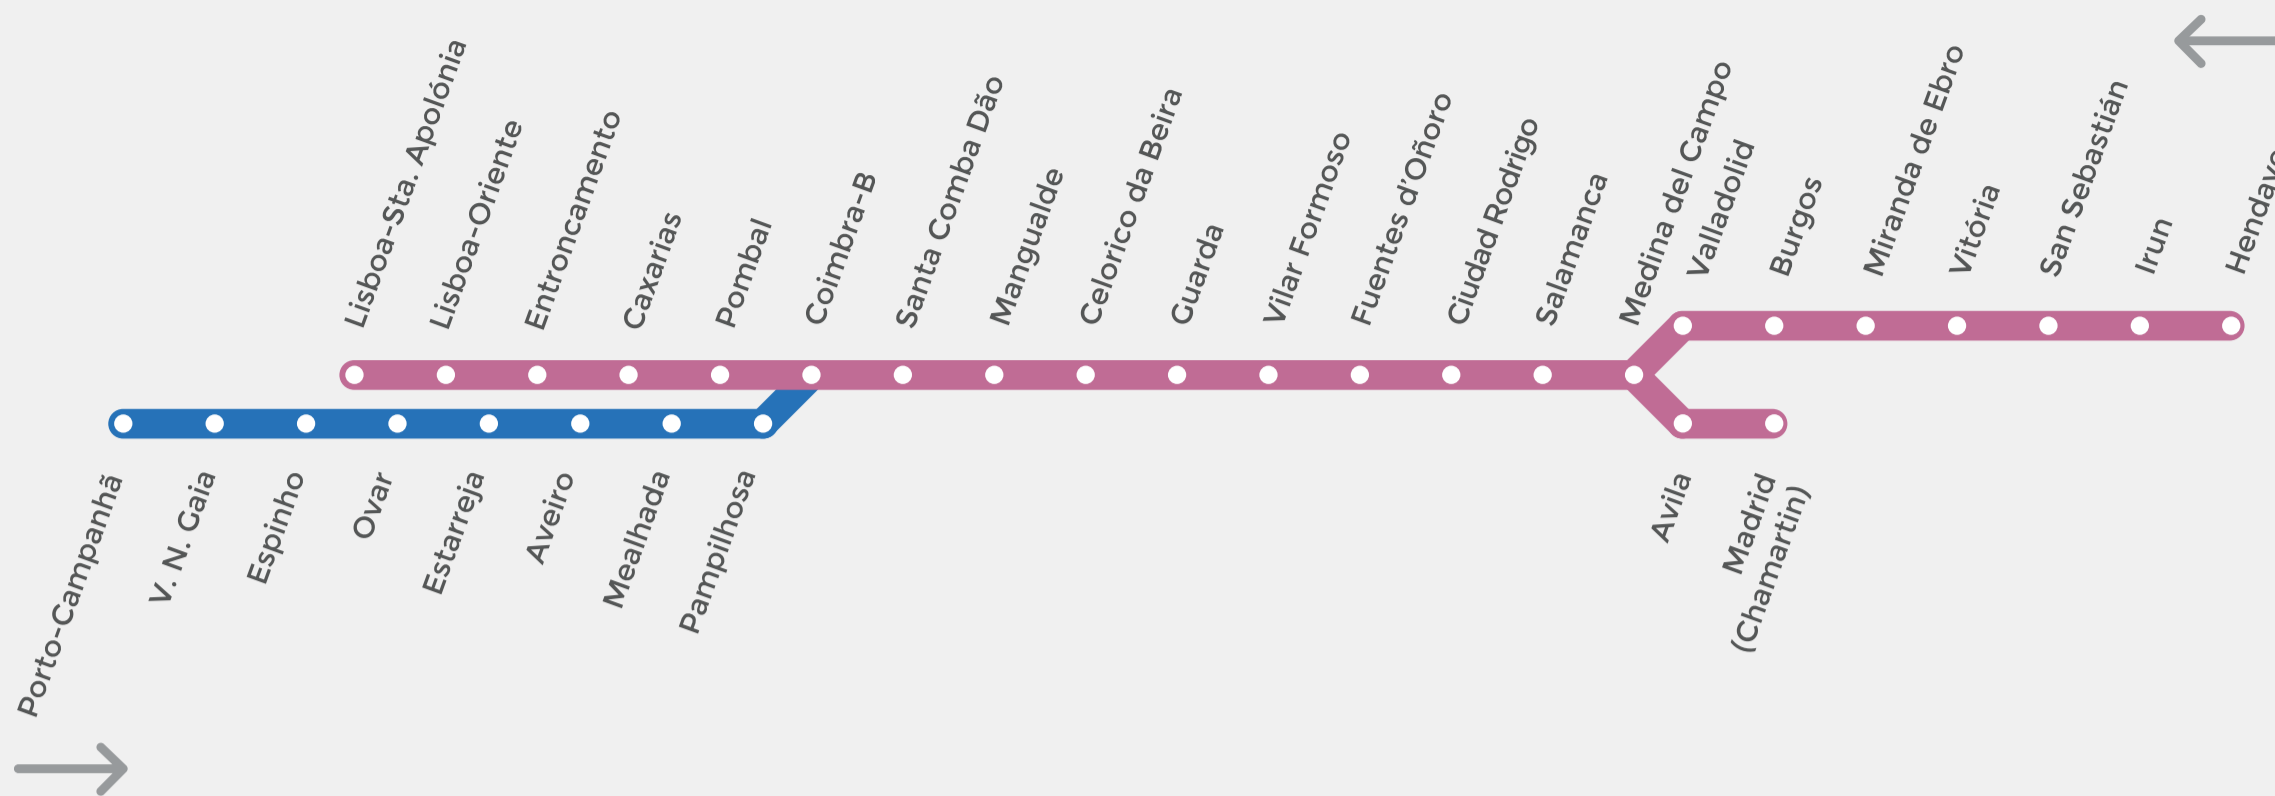 Lisboa-Sta. Apolónia
Lisboa-Oriente
Entroncamento
Caxarias
Pombal
Coimbra-B
Santa Comba Dão
Mangualde
Celorico da Beira
Guarda
Vilar Formoso
Fuentes d'Oñoro
Ciudad Rodrigo
Salamanca
Medina del Campo
Valladolid
Burgos
Miranda de Ebro
Vitória
San Sebastián
Irun
Porto-Campanhã
V. N. Gaia
Espinho
Ovar
Estarreja
Aveiro
Mealhada
Pampilhosa
Avila
Madrid
(Chamartin)